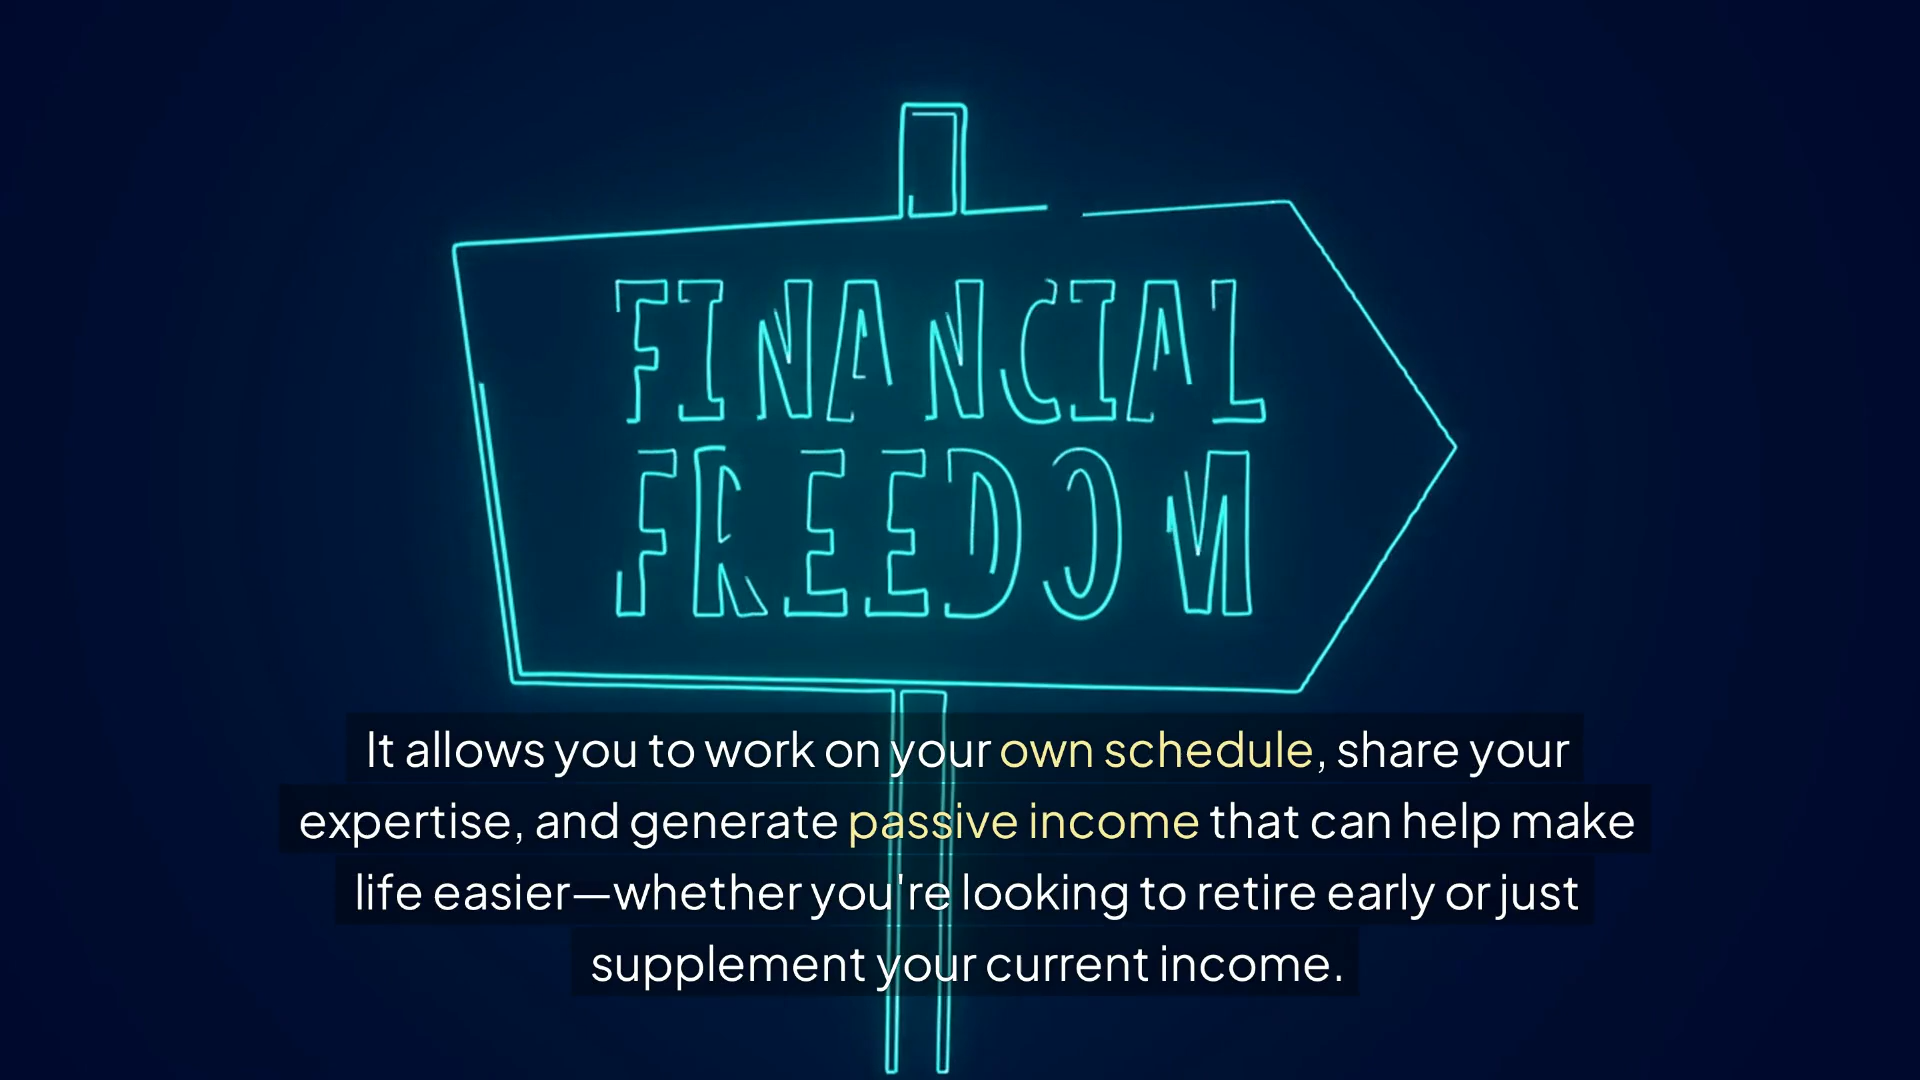 FINANCIAL
FREEDOM
It allows you to work on your own schedule, share your
expertise, and generate passive income that can help make
life easier—whether you're looking to retire early or just
supplement your current income.